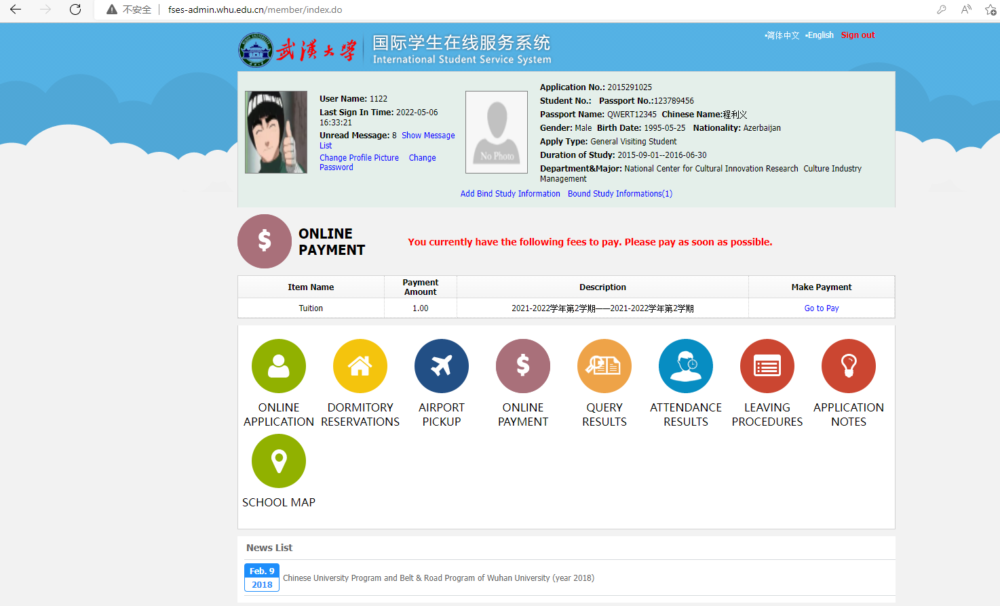 不安全 fses-admin.whu.edu.cn/member/index.do
武汉大学
国际学生在线服务系统
International Student Service System
▪简体中文 ▪English Sign out
User Name: 1122
Last Sign In Time: 2022-05-06
16:33:21
Unread Message: 8 Show Message
List
Change Profile Picture Change
Password
No Photo
Application No.: 2015291025
Student No.: Passport No.:123789456
Passport Name: QWERT12345 Chinese Name:程利义
Gender: Male Birth Date: 1995-05-25 Nationality: Azerbaijan
Apply Type: General Visiting Student
Duration of Study: 2015-09-01--2016-06-30
Department&Major: National Center for Cultural Innovation Research Culture Industry
Management
Add Bind Study Information Bound Study Informations(1)
ONLINE
PAYMENT
You currently have the following fees to pay. Please pay as soon as possible.
Item Name
Payment
Amount
Description
Make Payment
Tuition
1.00
2021-2022学年第2学期——2021-2022学年第2学期
Go to Pay
ONLINE
APPLICATION
DORMITORY
RESERVATIONS
AIRPORT
PICKUP
ONLINE
PAYMENT
QUERY
RESULTS
ATTENDANCE
RESULTS
LEAVING
PROCEDURES
APPLICATION
NOTES
SCHOOL MAP
News List
Feb. 9
2018
Chinese University Program and Belt & Road Program of Wuhan University (year 2018)